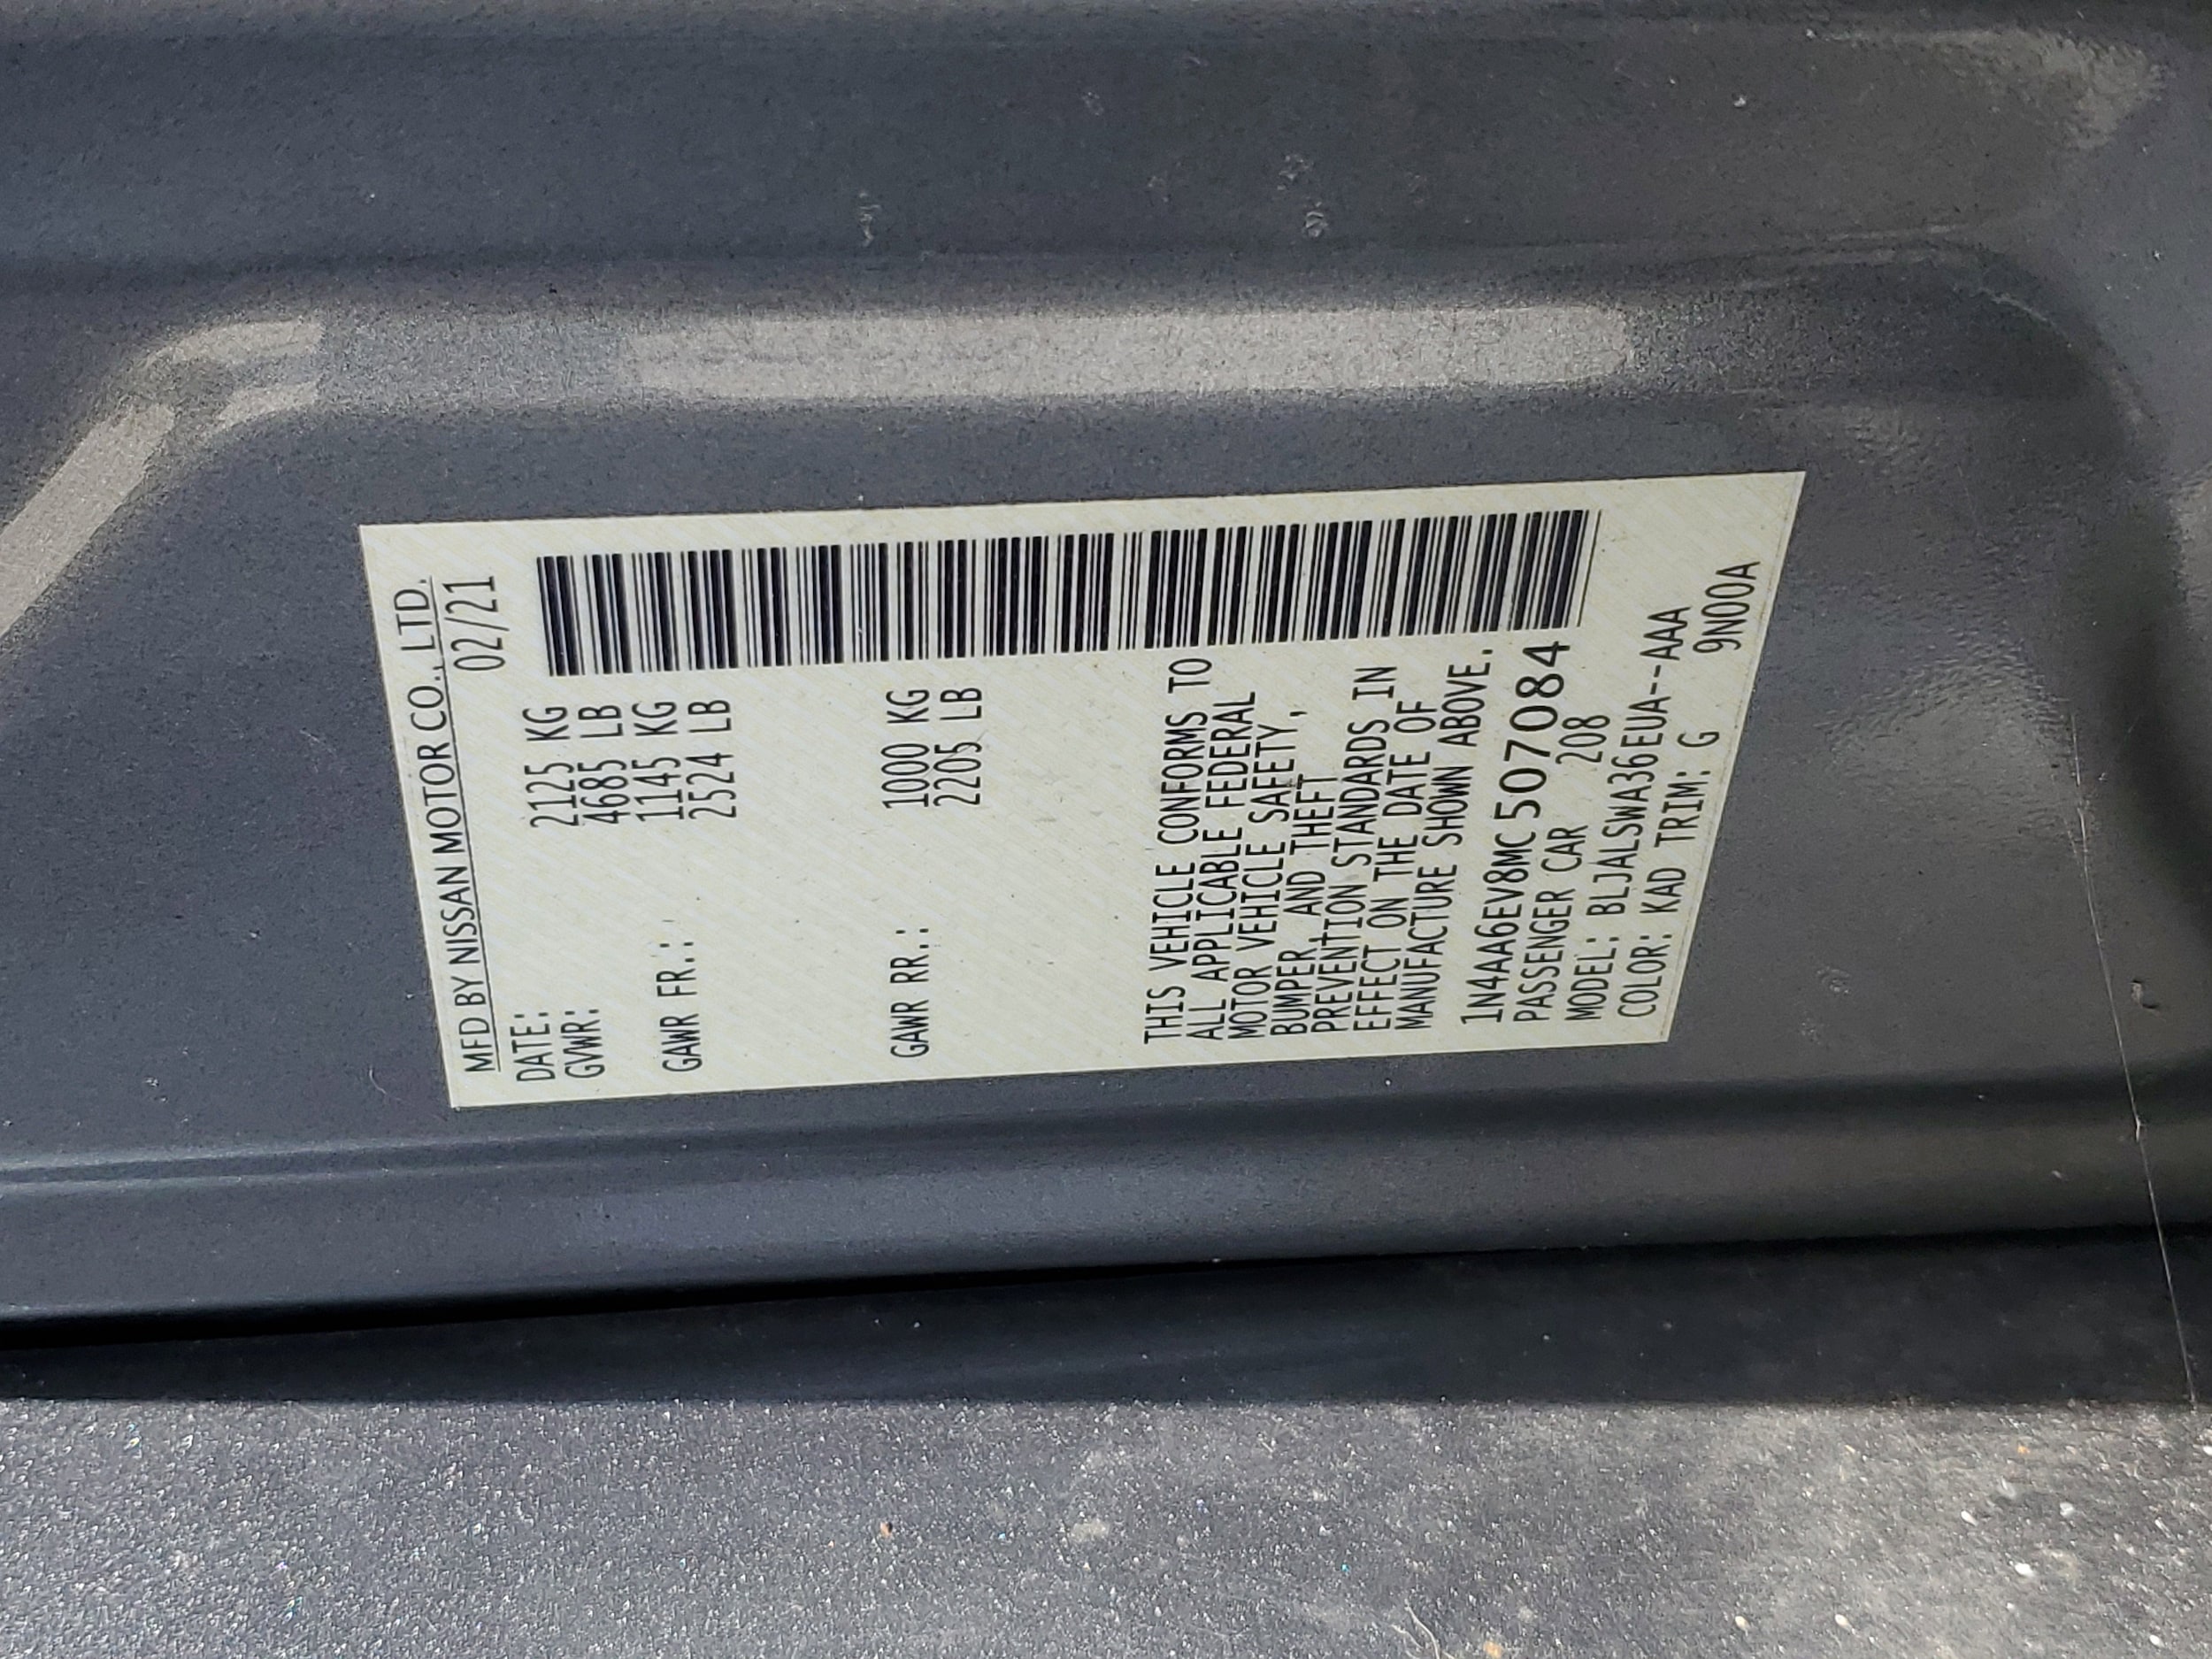 MFD BY NISSAN MOTOR CO., LTD.
DATE: 02/21
GVWR: 2125 KG
4685 LB
GAWR FR.: 1145 KG
2524 LB
GAWR RR.: 1000 KG
2205 LB
THIS VEHICLE CONFORMS TO
ALL APPLICABLE FEDERAL
MOTOR VEHICLE SAFETY,
BUMPER, AND THEFT
PREVENTION STANDARDS IN
EFFECT ON THE DATE OF
MANUFACTURE SHOWN ABOVE.
1N4AA6EV8MC507084
PASSENGER CAR 208
MODEL: BLJALSWA36EUA--AAA
COLOR: KAD TRIM: G 9N00A